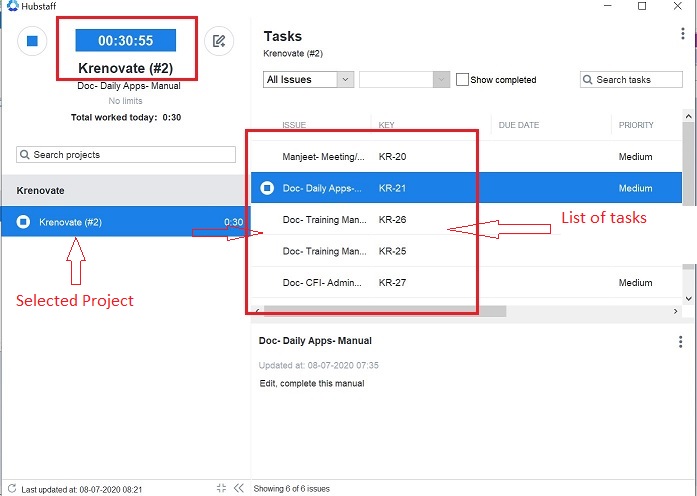 Hubstaff
00:30:55
Krenovate (#2)
Doc- Daily Apps- Manual
No limits
Total worked today: 0:30
Search projects
Krenovate
Krenovate (#2) 0:30
Selected Project
Last updated at: 08-07-2020 08:21
Tasks
Krenovate (#2)
All Issues Show completed Search tasks
ISSUE KEY DUE DATE PRIORITY
Manjeet- Meeting/... KR-20 Medium
Doc- Daily Apps-... KR-21 Medium
Doc- Training Man... KR-26
List of tasks
Doc- Training Man... KR-25
Doc- CFI- Admin... KR-27 Medium
Doc- Daily Apps- Manual
Updated at: 08-07-2020 07:35
Edit, complete this manual
Showing 6 of 6 issues